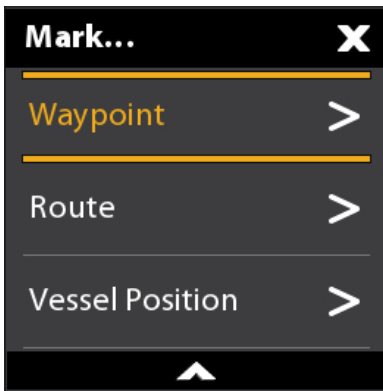 Mark... X
Waypoint >
Route >
Vessel Position >